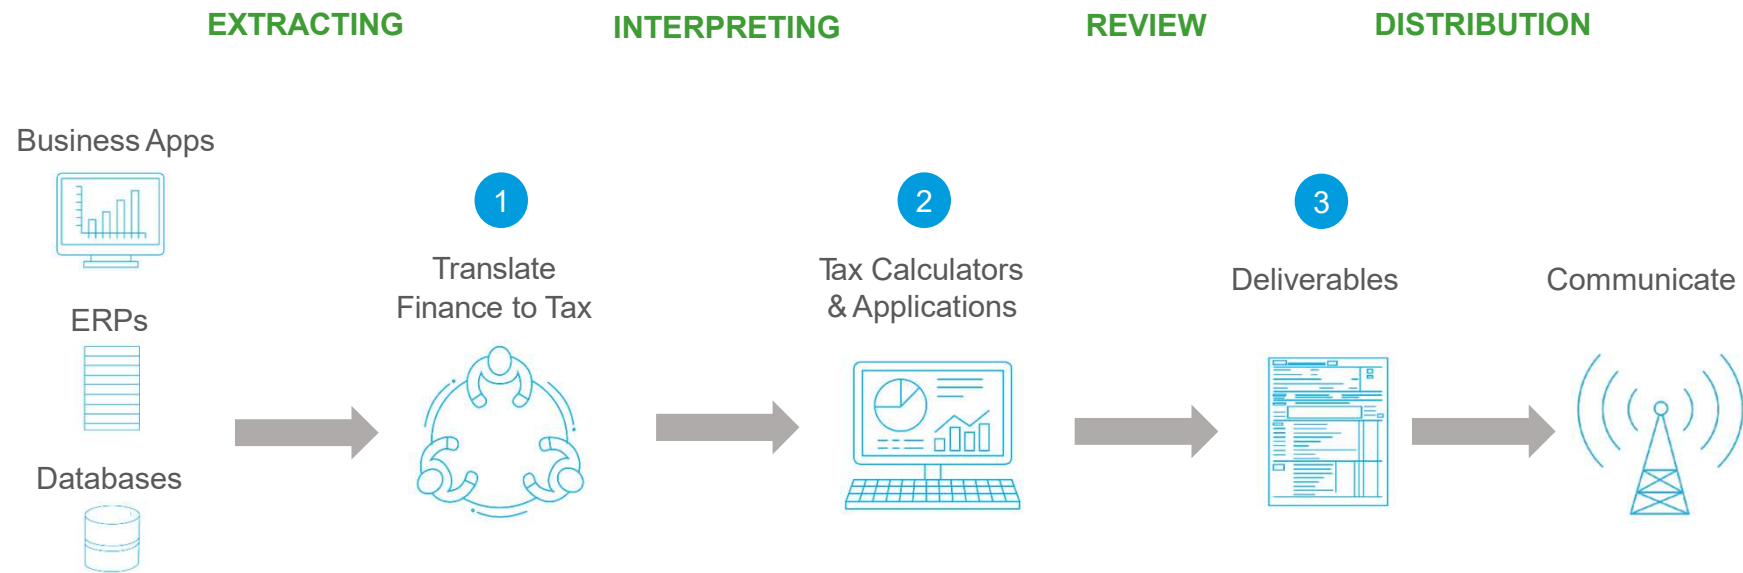 EXTRACTING
INTERPRETING
REVIEW
DISTRIBUTION
Business Apps
ERPs
Databases
1
Translate
Finance to Tax
2
Tax Calculators
& Applications
3
Deliverables
Communicate